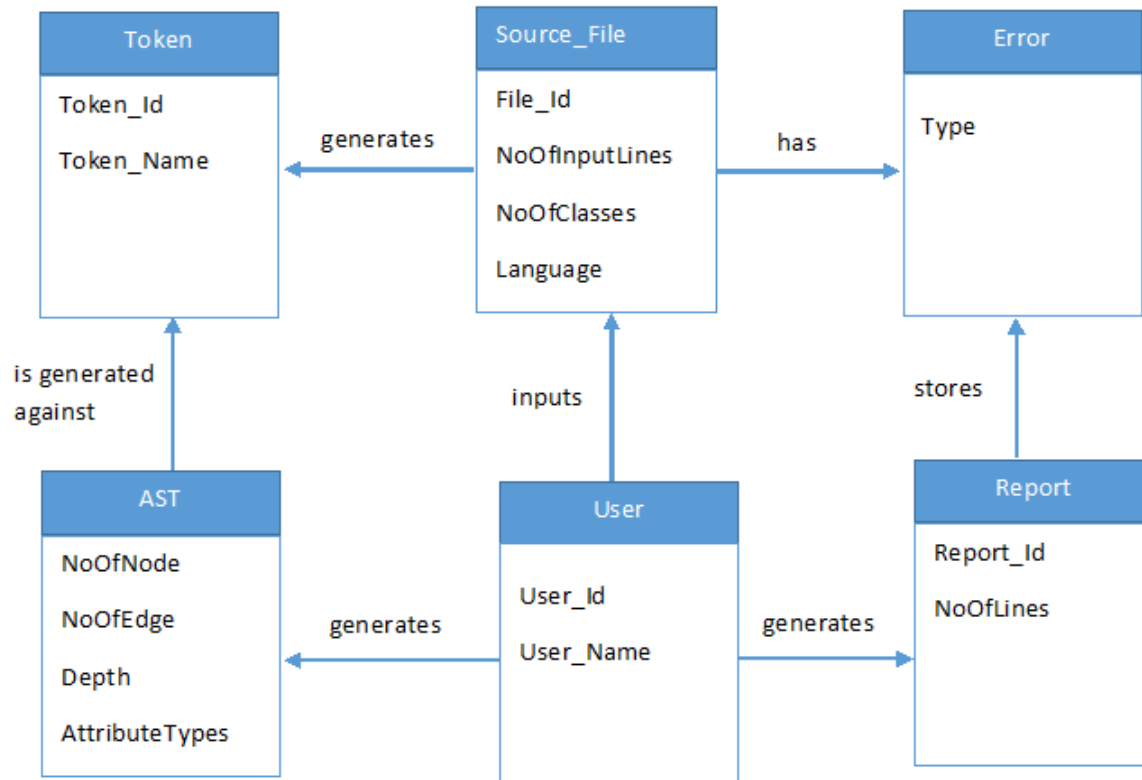 Token
Token_Id
Token_Name
generates
Source_File
File_Id
NoOfInputLines
NoOfClasses
Language
has
Error
Type
is generated
against
inputs
stores
AST
NoOfNode
NoOfEdge
Depth
AttributeTypes
generates
User
User_Id
User_Name
generates
Report
Report_Id
NoOfLines